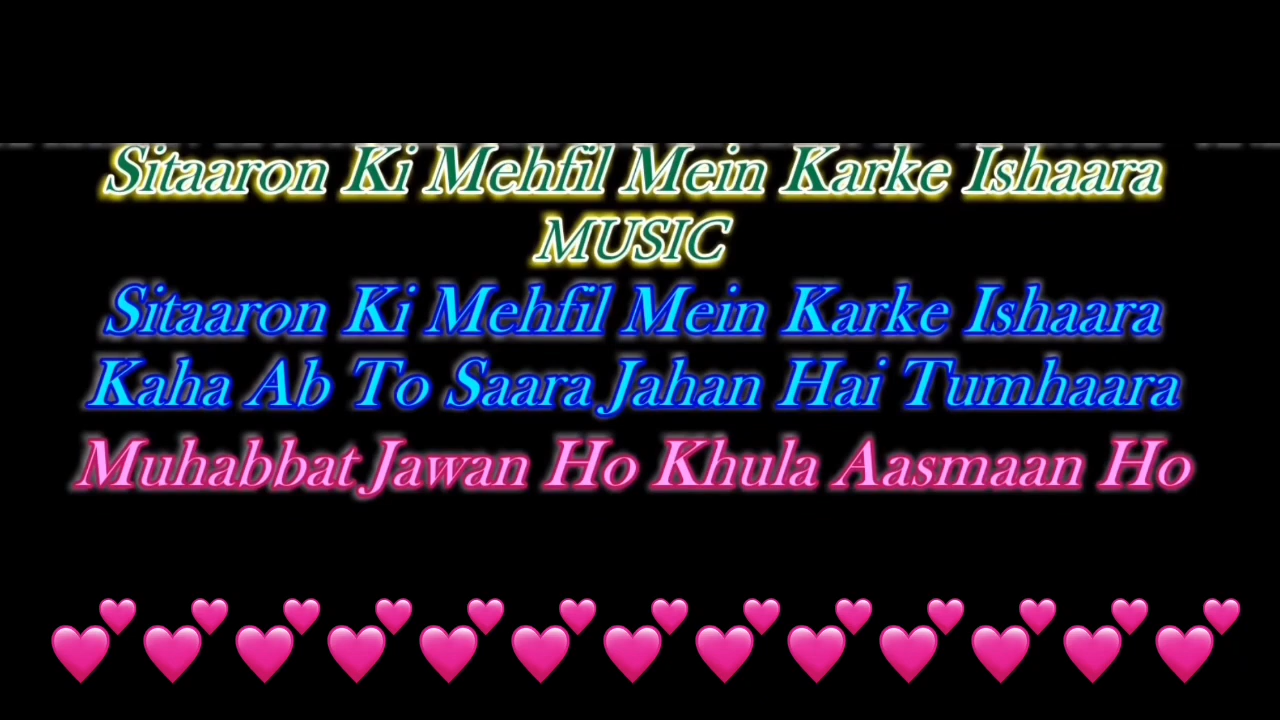 Sitaaron Ki Mehfil Mein Karke Ishaara
MUSIC
Sitaaron Ki Mehfil Mein Karke Ishaara
Kaha Ab To Saara Jahan Hai Tumhaara
Muhabbat Jawan Ho Khula Aasmaan Ho